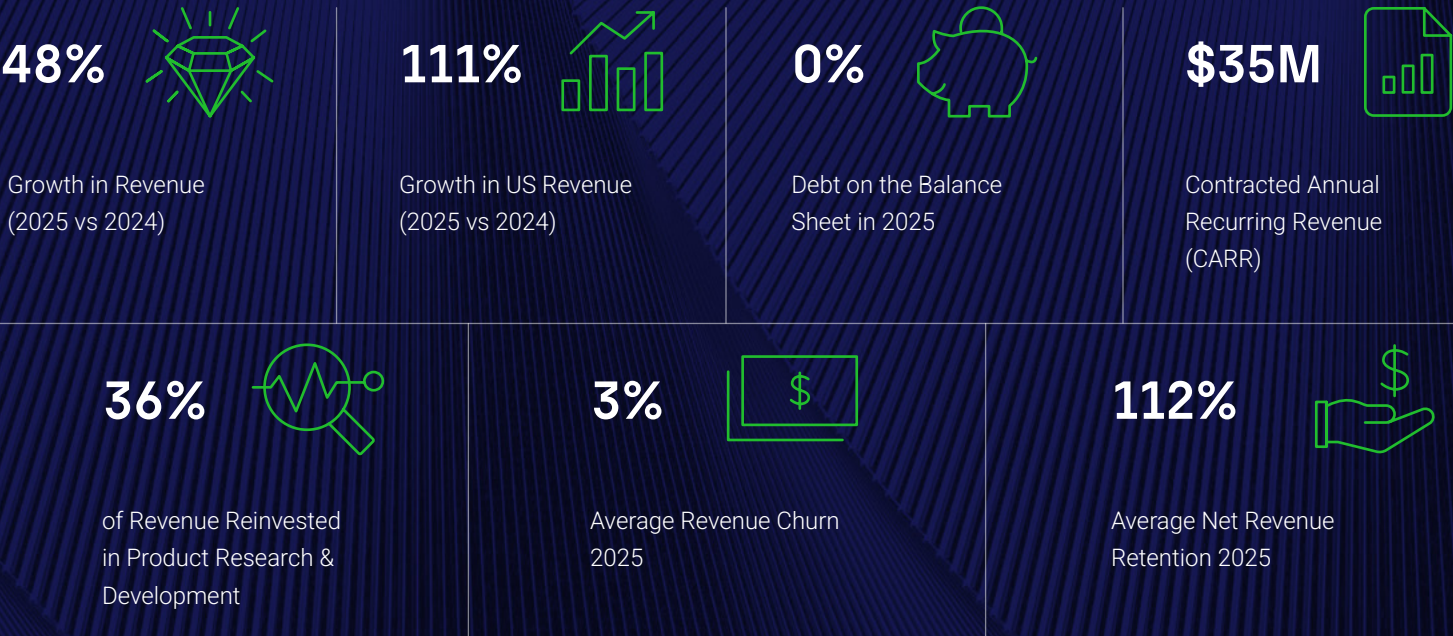 48%
Growth in Revenue
(2025 vs 2024)
111%
Growth in US Revenue
(2025 vs 2024)
0%
Debt on the Balance
Sheet in 2025
$35M
Contracted Annual
Recurring Revenue
(CARR)
36%
of Revenue Reinvested
in Product Research &
Development
3%
$
Average Revenue Churn
2025
112%
$
Average Net Revenue
Retention 2025